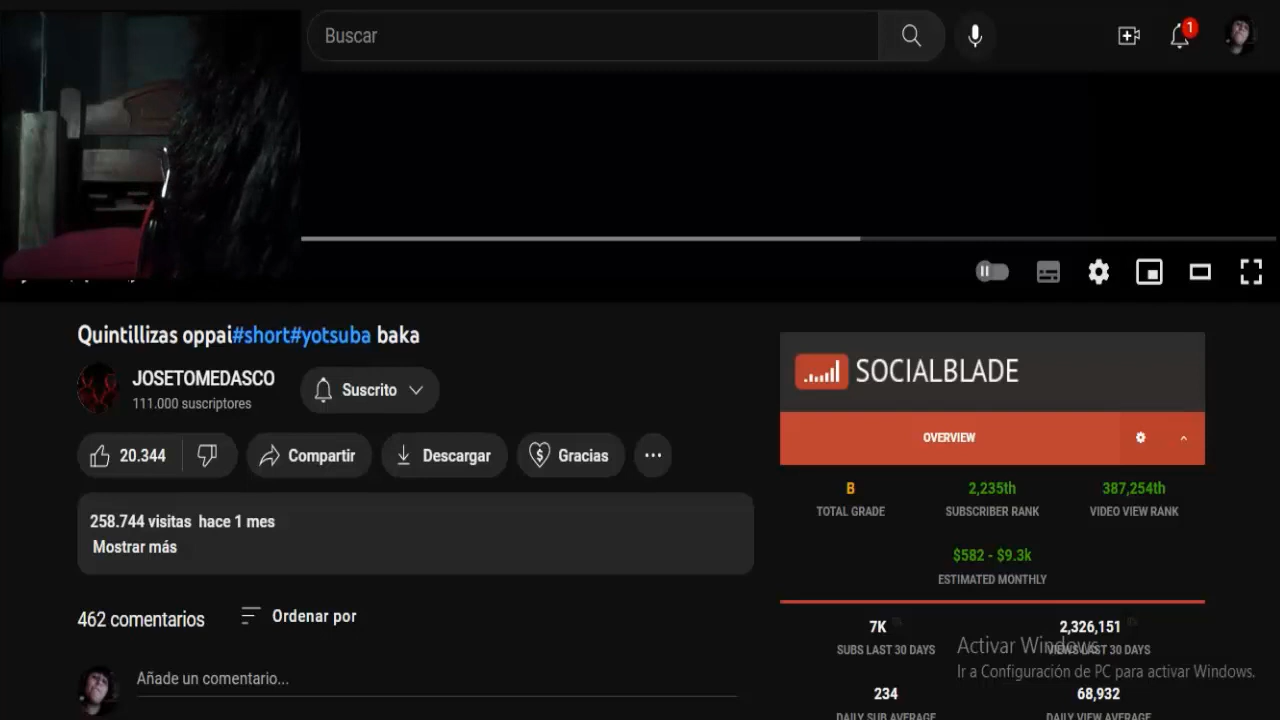 Buscar
1
Quintillizas oppai#short#yotsuba baka
JOSETOMEDASCO
111.000 suscriptores
Suscrito
20.344
Compartir
Descargar
Gracias
258.744 visitas hace 1 mes
Mostrar más
462 comentarios
Ordenar por
Añade un comentario...
SOCIALBLADE
OVERVIEW
B
TOTAL GRADE
2,235th
SUBSCRIBER RANK
387,254th
VIDEO VIEW RANK
$582 - $9.3k
ESTIMATED MONTHLY
7K
SUBS LAST 30 DAYS
2,326,151
VIEWS LAST 30 DAYS
Activar Windows
Ir a Configuración de PC para activar Windows.
234
DAILY SUB AVERAGE
68,932
DAILY VIEW AVERAGE